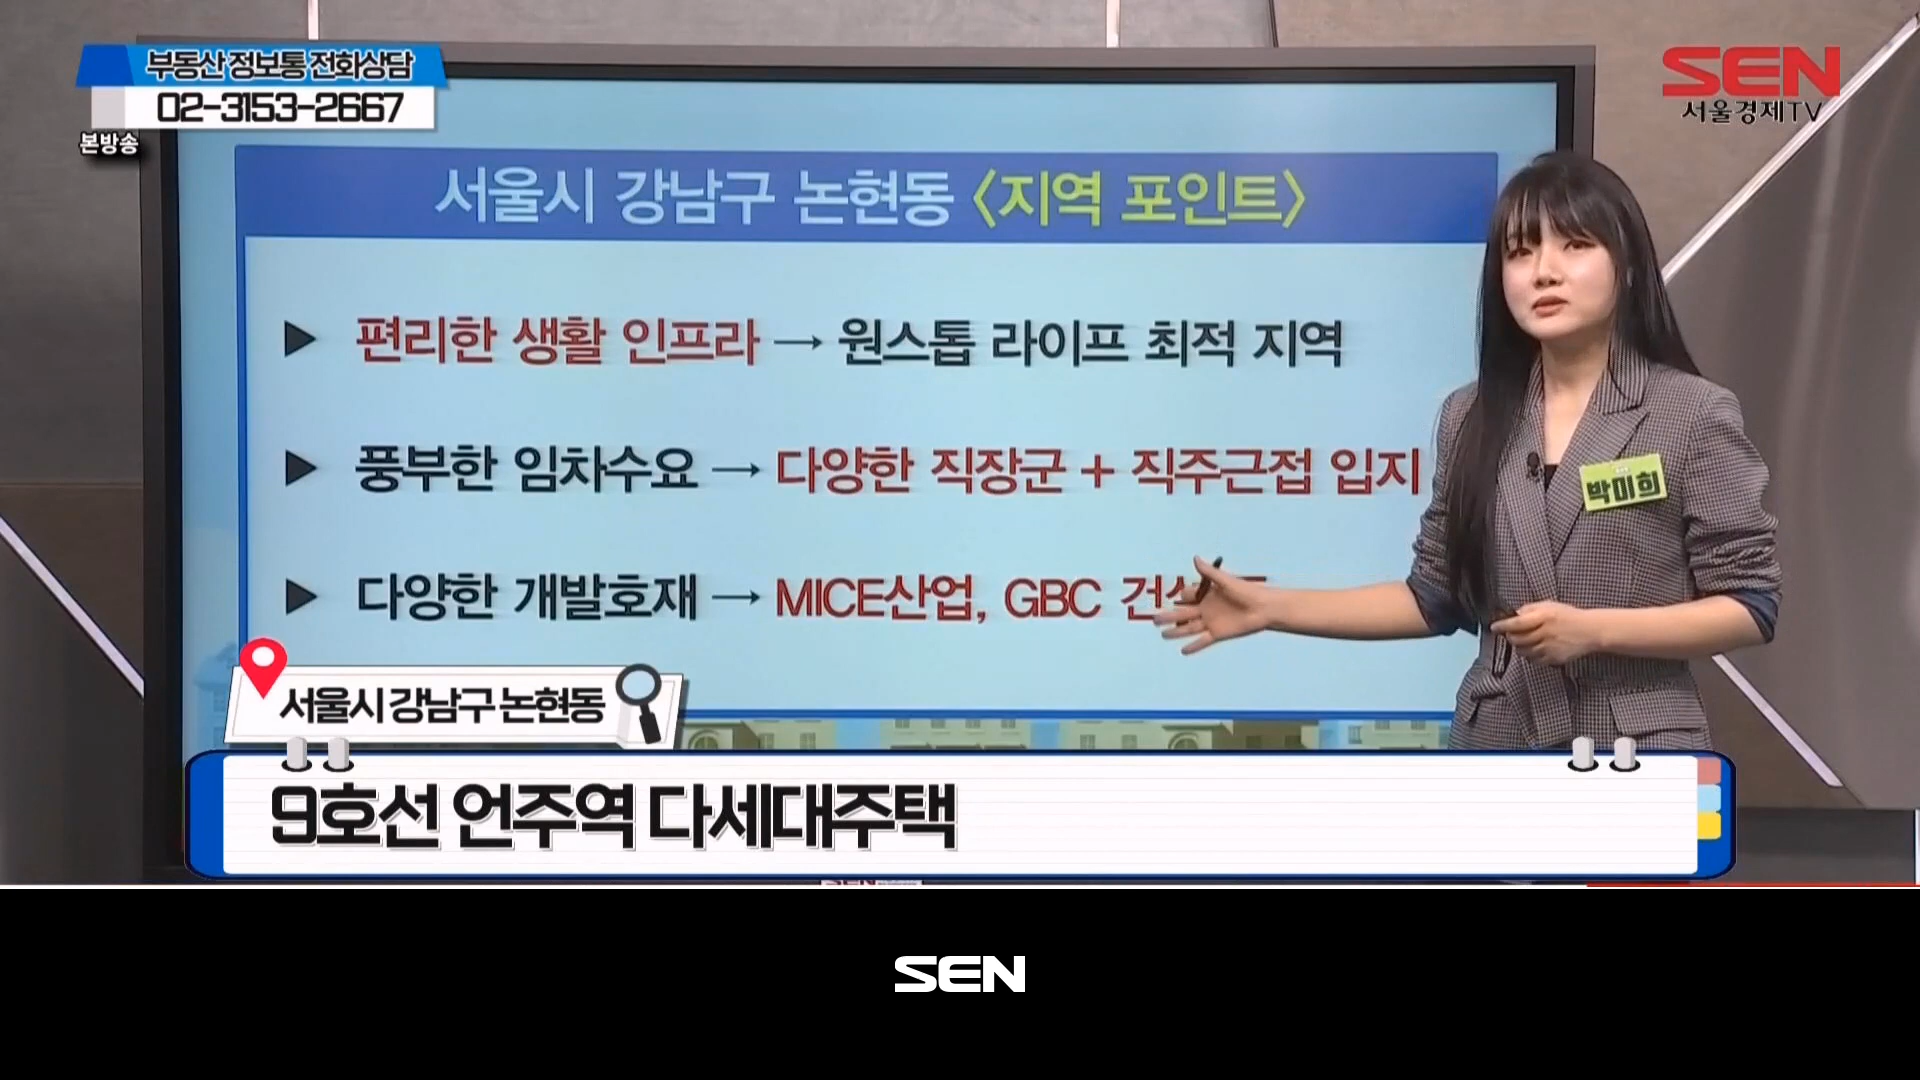 부동산 정보통 전화상담
02-3153-2667
본방송
SEN
서울경제TV
서울시 강남구 논현동 〈지역 포인트〉
▶ 편리한 생활 인프라 → 원스톱 라이프 최적 지역
▶ 풍부한 임차수요 → 다양한 직장군 + 직주근접 입지
▶ 다양한 개발호재 → MICE산업, GBC
박미희
서울시 강남구 논현동
9호선 언주역 다세대주택
SEN